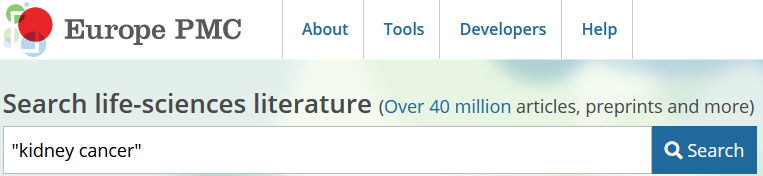 Europe PMC About Tools Developers Help
Search life-sciences literature (Over 40 million articles, preprints and more)
"kidney cancer" Search